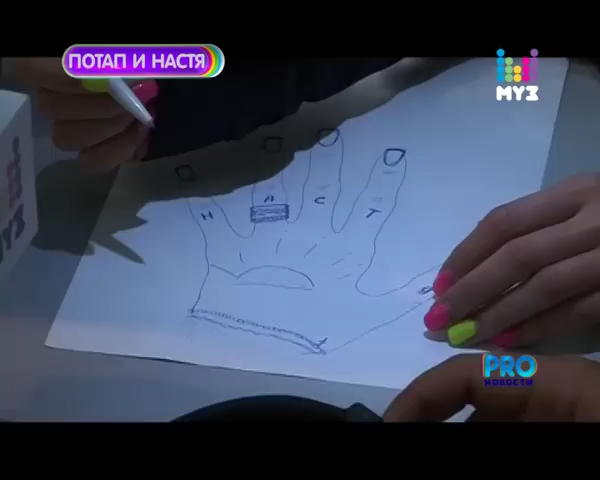 ПОТАП И НАСТЯ
МУЗ
Н А С Т
PRO
НОВОСТИ